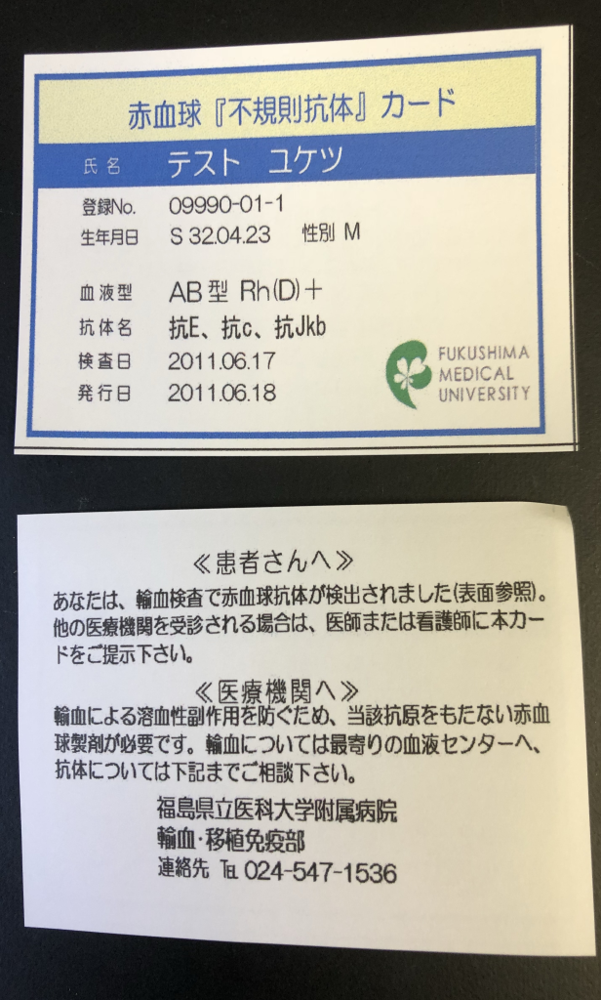 赤血球『不規則抗体』カード
氏名 テスト ユケツ
登録No. 09990-01-1
生年月日 S 32.04.23 性別 M
血液型 AB型 Rh(D)+
抗体名 抗E、抗c、抗Jkb
検査日 2011.06.17
発行日 2011.06.18
FUKUSHIMA
MEDICAL
UNIVERSITY
≪患者さんへ≫
あなたは、輸血検査で赤血球抗体が検出されました(表面参照)。
他の医療機関を受診される場合は、医師または看護師に本カー
ドをご提示下さい。
≪医療機関へ≫
輸血による溶血性副作用を防ぐため、当該抗原をもたない赤血
球製剤が必要です。輸血については最寄りの血液センターへ、
抗体については下記までご相談下さい。
福島県立医科大学附属病院
輸血・移植免疫部
連絡先 ℡ 024-547-1536